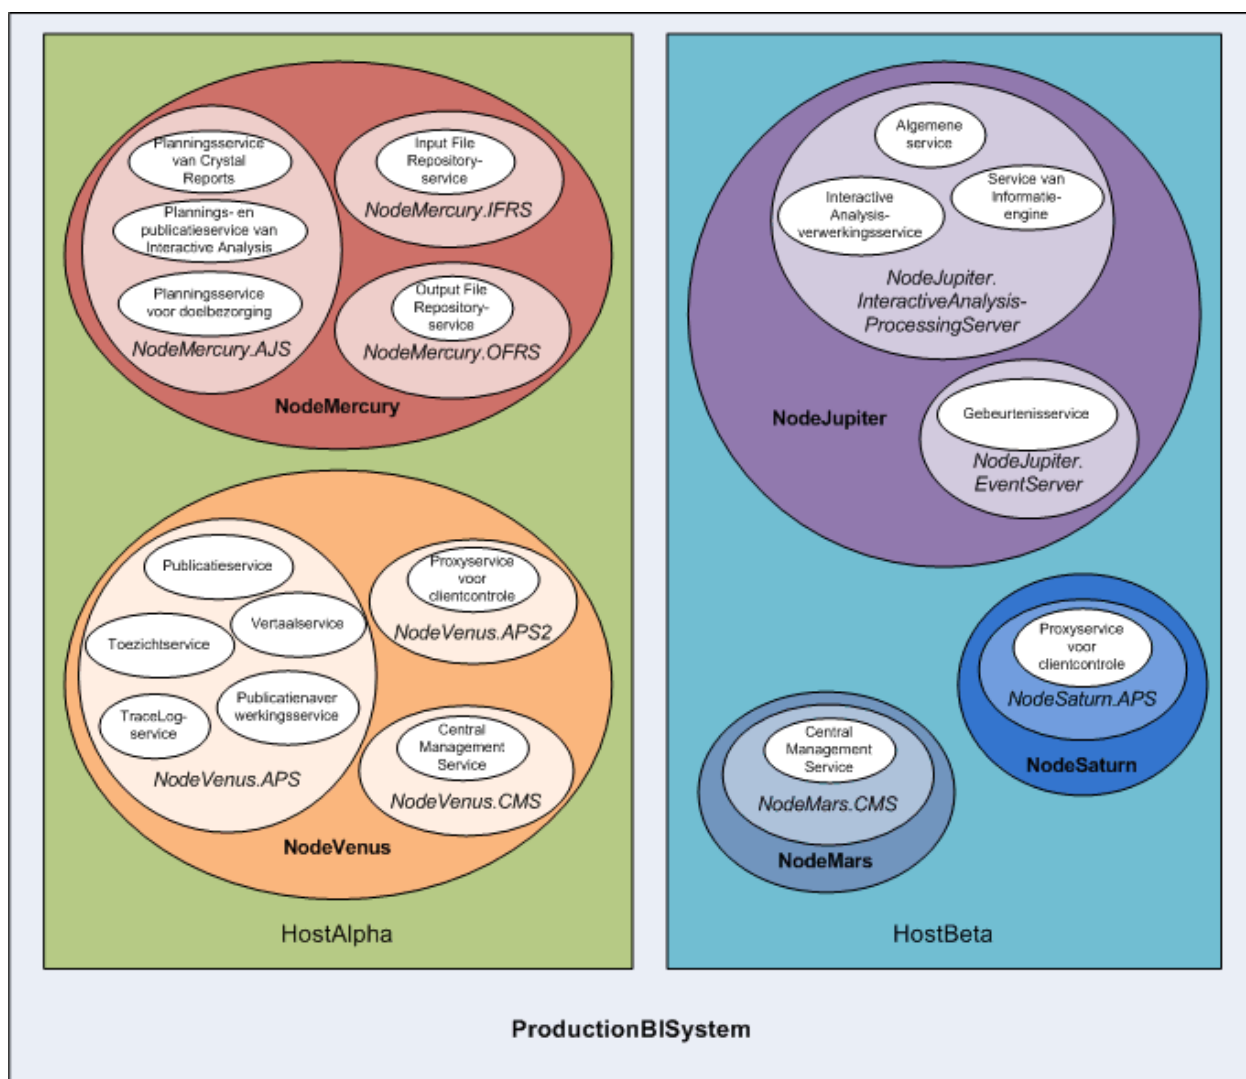 Planningsservice
van Crystal
Reports
Plannings- en
publicatieservice van
Interactive Analysis
Planningsservice
voor doelbezorging
NodeMercury.AJS
Input File
Repository-
service
NodeMercury.IFRS
Output File
Repository-
service
NodeMercury.OFRS
NodeMercury
Publicatieservice
Vertaalservice
Toezichtservice
Publicatienaver
werkingsservice
TraceLog-
service
NodeVenus.APS
Proxyservice
voor
clientcontrole
NodeVenus.APS2
Central
Management
Service
NodeVenus.CMS
NodeVenus
HostAlpha
Algemene
service
Interactive
Analysis-
verwerkingsservice
Service van
Informatie-
engine
NodeJupiter.
InteractiveAnalysis-
ProcessingServer
NodeJupiter
Gebeurtenisservice
NodeJupiter.
EventServer
Proxyservice
voor
clientcontrole
NodeSaturn.APS
NodeSaturn
Central
Management
Service
NodeMars.CMS
NodeMars
HostBeta
ProductionBISystem